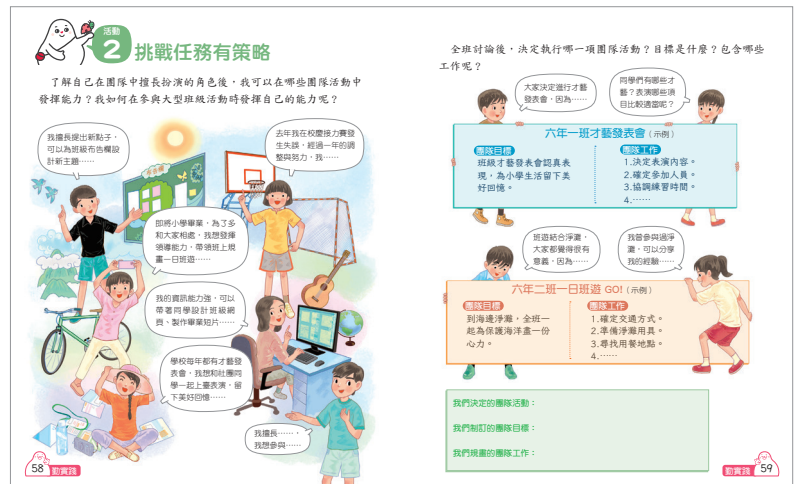 活動
2 挑戰任務有策略
了解自己在團隊中擅長扮演的角色後,我可以在哪些團隊活動中
發揮能力?我如何在參與大型班級活動時發揮自己的能力呢?
我擅長提出新點子,
可以為班級布告欄設
計新主題……
去年我在校慶接力賽發
生失誤,經過一年的調
整與努力,我……
即將小學畢業,為了多
和大家相處,我想發揮
領導能力,帶領班上規
畫一日班遊……
我的資訊能力強,可以
帶著同學設計班級網
頁、製作畢業短片……
學校每年都有才藝發
表會,我想和社團同
學一起上臺表演,留
下美好回憶……
我擅長……,
我想參與……
58 勤實踐
全班討論後,決定執行哪一項團隊活動?目標是什麼?包含哪些
工作呢?
大家決定進行才藝
發表會,因為……
同學們有哪些才
藝?表演哪些項
目比較適當呢?
六年一班才藝發表會(示例)
團隊目標
班級才藝發表會認真表
現,為小學生活留下美
好回憶。
團隊工作
1.決定表演內容。
2.確定參加人員。
3.協調練習時間。
4.……
班遊結合淨灘,
大家都覺得很有
意義,因為……
我曾參與過淨
灘,可以分享
我的經驗……
六年二班一日班遊 GO!(示例)
團隊目標
到海邊淨灘,全班一
起為保護海洋盡一份
心力。
團隊工作
1.確定交通方式。
2.準備淨灘用具。
3.尋找用餐地點。
4.……
我們決定的團隊活動:
我們制訂的團隊目標:
我們規畫的團隊工作:
勤實踐 59